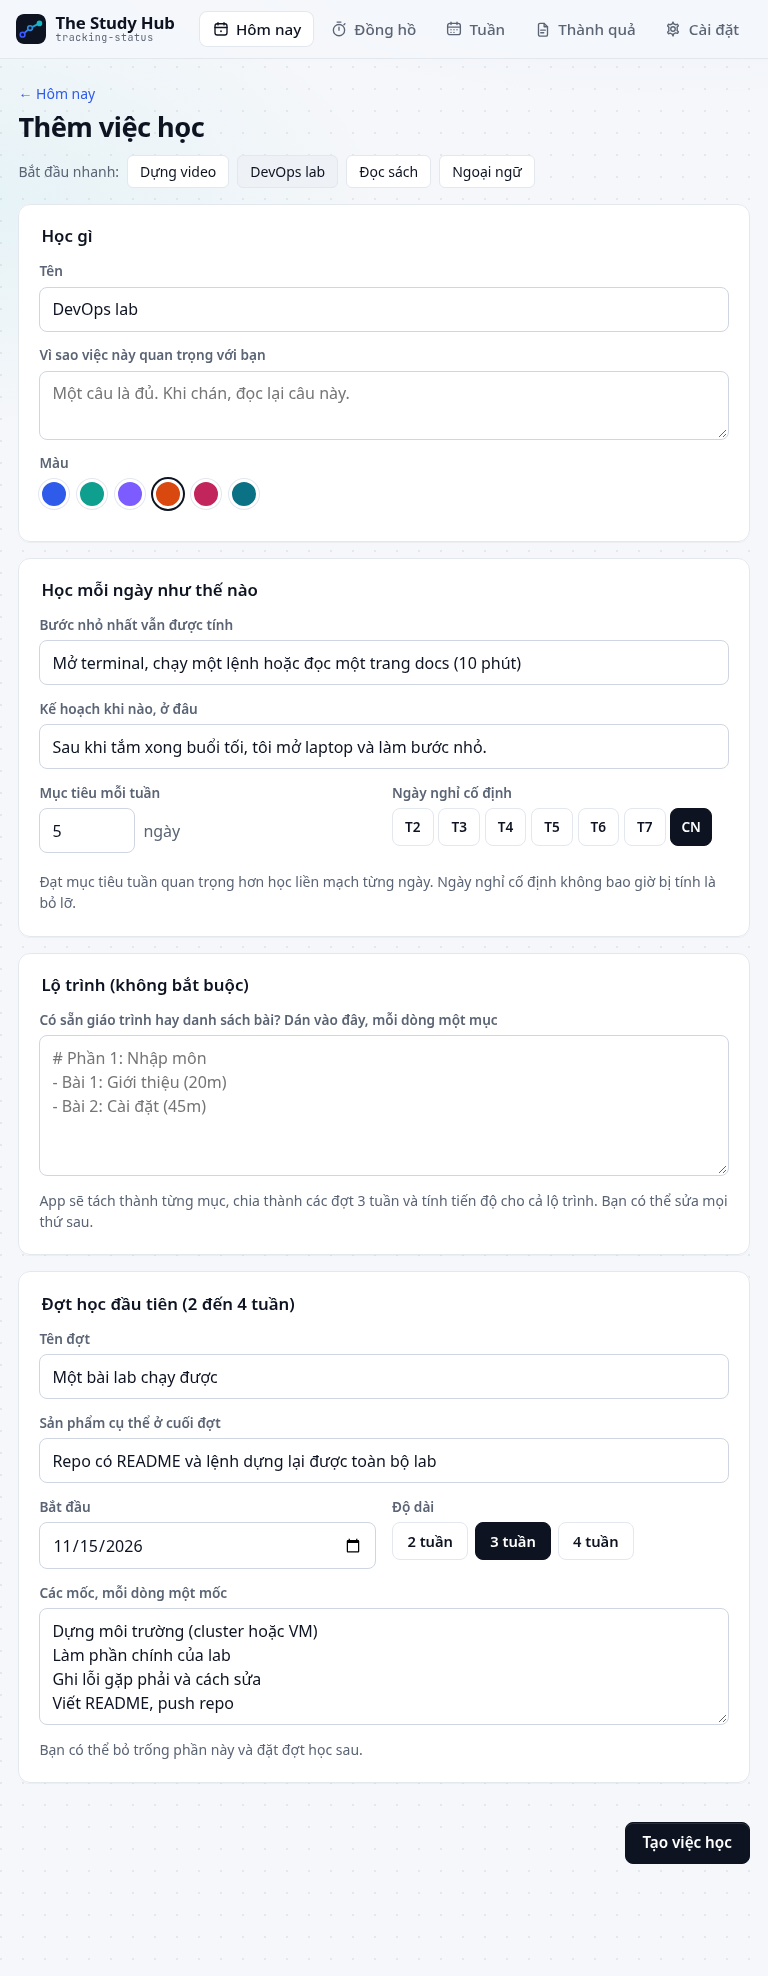 The Study Hub
tracking-status
Hôm nay
Đồng hồ
Tuần
Thành quả
Cài đặt
← Hôm nay
Thêm việc học
Bắt đầu nhanh:
Dựng video
DevOps lab
Đọc sách
Ngoại ngữ
Học gì
Tên
DevOps lab
Vì sao việc này quan trọng với bạn
Một câu là đủ. Khi chán, đọc lại câu này.
Màu
Học mỗi ngày như thế nào
Bước nhỏ nhất vẫn được tính
Mở terminal, chạy một lệnh hoặc đọc một trang docs (10 phút)
Kế hoạch khi nào, ở đâu
Sau khi tắm xong buổi tối, tôi mở laptop và làm bước nhỏ.
Mục tiêu mỗi tuần
5 ngày
Ngày nghỉ cố định
T2 T3 T4 T5 T6 T7 CN
Đạt mục tiêu tuần quan trọng hơn học liền mạch từng ngày. Ngày nghỉ cố định không bao giờ bị tính là
bỏ lỡ.
Lộ trình (không bắt buộc)
Có sẵn giáo trình hay danh sách bài? Dán vào đây, mỗi dòng một mục
# Phần 1: Nhập môn
- Bài 1: Giới thiệu (20m)
- Bài 2: Cài đặt (45m)
App sẽ tách thành từng mục, chia thành các đợt 3 tuần và tính tiến độ cho cả lộ trình. Bạn có thể sửa mọi
thứ sau.
Đợt học đầu tiên (2 đến 4 tuần)
Tên đợt
Một bài lab chạy được
Sản phẩm cụ thể ở cuối đợt
Repo có README và lệnh dựng lại được toàn bộ lab
Bắt đầu
11/15/2026
Độ dài
2 tuần 3 tuần 4 tuần
Các mốc, mỗi dòng một mốc
Dựng môi trường (cluster hoặc VM)
Làm phần chính của lab
Ghi lỗi gặp phải và cách sửa
Viết README, push repo
Bạn có thể bỏ trống phần này và đặt đợt học sau.
Tạo việc học